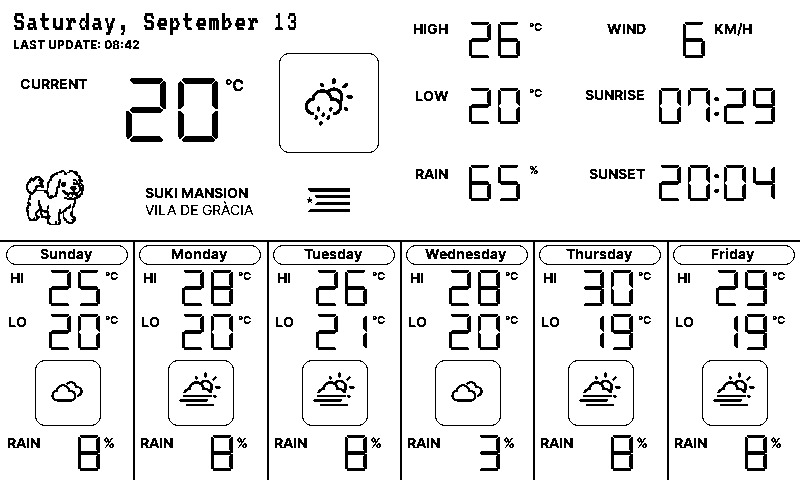 Saturday, September 13
LAST UPDATE: 08:42
CURRENT 20 °C
HIGH 26 °C
LOW 20 °C
RAIN 65 %
WIND 6 KM/H
SUNRISE 07:29
SUNSET 20:04
SUKI MANSION
VILA DE GRÀCIA
Sunday
HI 25 °C
LO 20 °C
RAIN 8 %
Monday
HI 28 °C
LO 20 °C
RAIN 8 %
Tuesday
HI 26 °C
LO 21 °C
RAIN 8 %
Wednesday
HI 28 °C
LO 20 °C
RAIN 3 %
Thursday
HI 30 °C
LO 19 °C
RAIN 8 %
Friday
HI 29 °C
LO 19 °C
RAIN 8 %